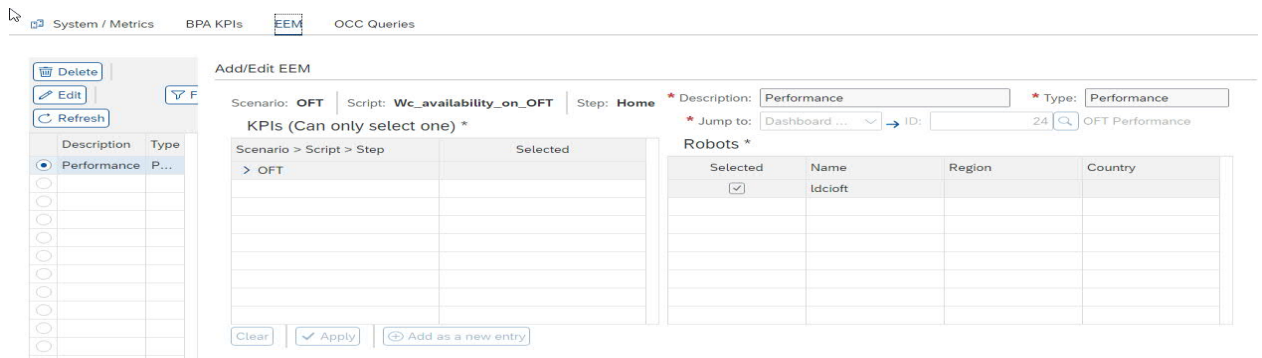 System / Metrics BPA KPIs EEM OCC Queries
Delete
Edit F
Refresh
Description Type
Performance P...
Add/Edit EEM
Scenario: OFT Script: Wc_availability_on_OFT Step: Home
* Description: Performance * Type: Performance
* Jump to: Dashboard ... ID: 24 OFT Performance
KPIs (Can only select one) *
Scenario > Script > Step Selected
> OFT
Robots *
Selected Name Region Country
ldcioft
Clear Apply Add as a new entry